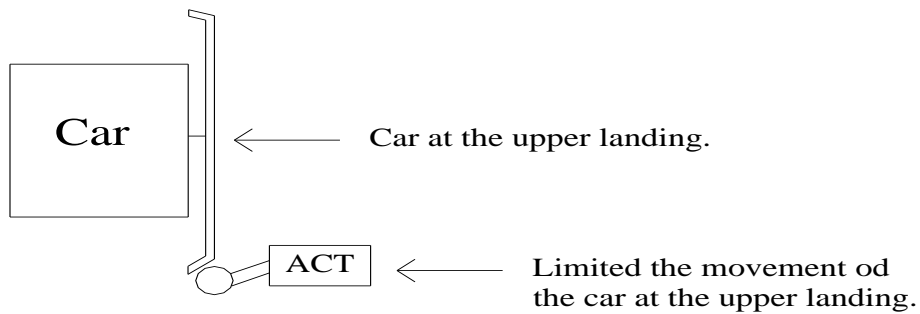 Car
Car at the upper landing.
ACT
Limited the movement od
the car at the upper landing.